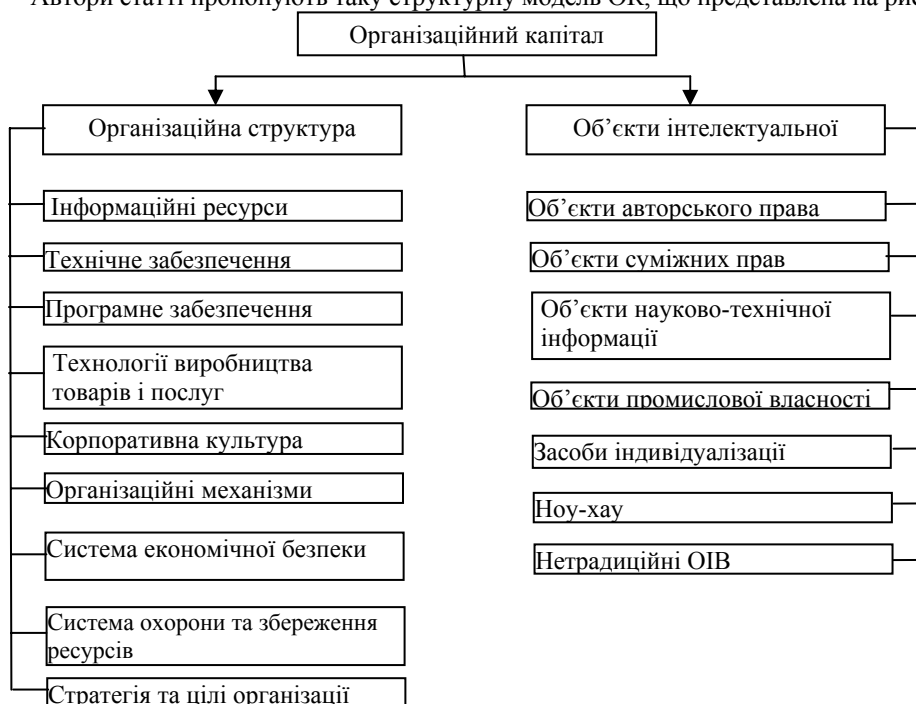 Автори статті пропонують таку структурну модель ОК, що представлена на рис
Організаційний капітал
Організаційна структура
Інформаційні ресурси
Технічне забезпечення
Програмне забезпечення
Технології виробництва
товарів і послуг
Корпоративна культура
Організаційні механізми
Система економічної безпеки
Система охорони та збереження
ресурсів
Стратегія та цілі організації
Об’єкти інтелектуальної
Об’єкти авторського права
Об’єкти суміжних прав
Об’єкти науково-технічної
інформації
Об’єкти промислової власності
Засоби індивідуалізації
Ноу-хау
Нетрадиційні ОІВ